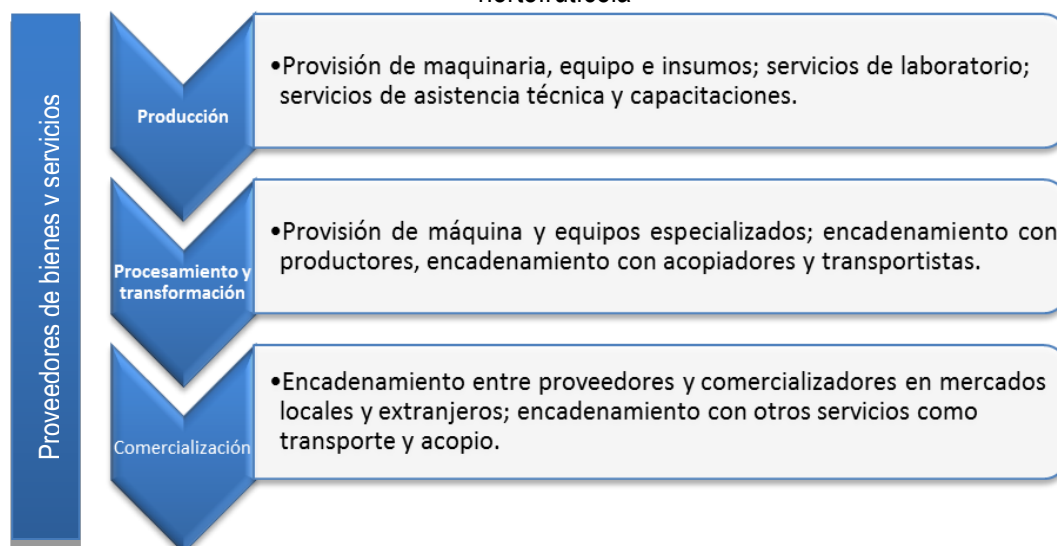 hortofrutícola
Proveedores de bienes y servicios
Producción
•Provisión de maquinaria, equipo e insumos; servicios de laboratorio;
servicios de asistencia técnica y capacitaciones.
Procesamiento y
transformación
•Provisión de máquina y equipos especializados; encadenamiento con
productores, encadenamiento con acopiadores y transportistas.
Comercialización
•Encadenamiento entre proveedores y comercializadores en mercados
locales y extranjeros; encadenamiento con otros servicios como
transporte y acopio.